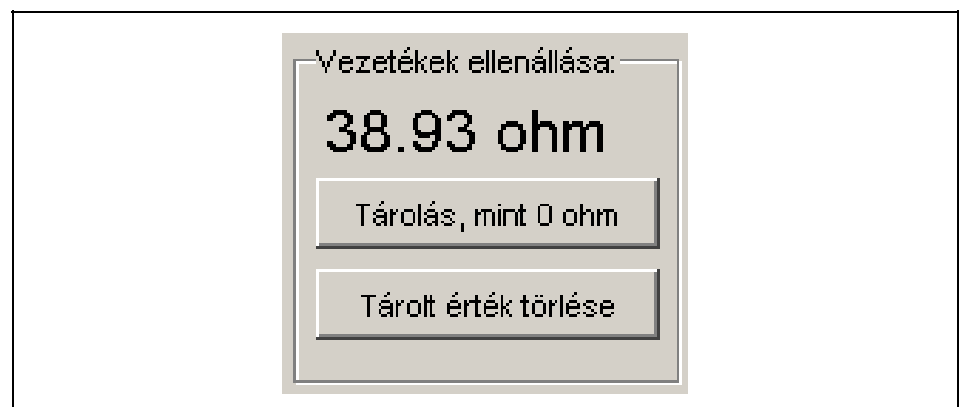 Vezetékek ellenállása:
38.93 ohm
Tárolás, mint 0 ohm
Tárolt érték törlése